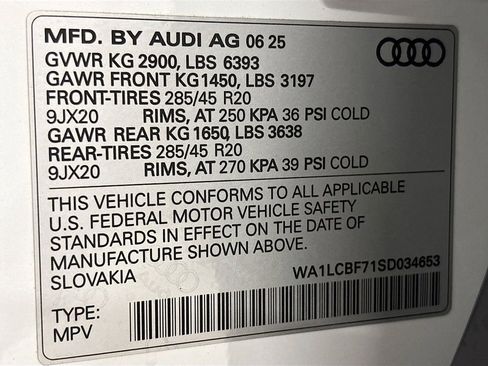 MFD. BY AUDI AG 06 25
GVWR KG 2900, LBS 6393
GAWR FRONT KG 1450, LBS 3197
FRONT-TIRES 285/45 R20
9JX20 RIMS, AT 250 KPA 36 PSI COLD
GAWR REAR KG 1650, LBS 3638
REAR-TIRES 285/45 R20
9JX20 RIMS, AT 270 KPA 39 PSI COLD
THIS VEHICLE CONFORMS TO ALL APPLICABLE
U.S. FEDERAL MOTOR VEHICLE SAFETY
STANDARDS IN EFFECT ON THE DATE OF
MANUFACTURE SHOWN ABOVE.
SLOVAKIA WA1LCBF71SD034653
TYPE:
MPV